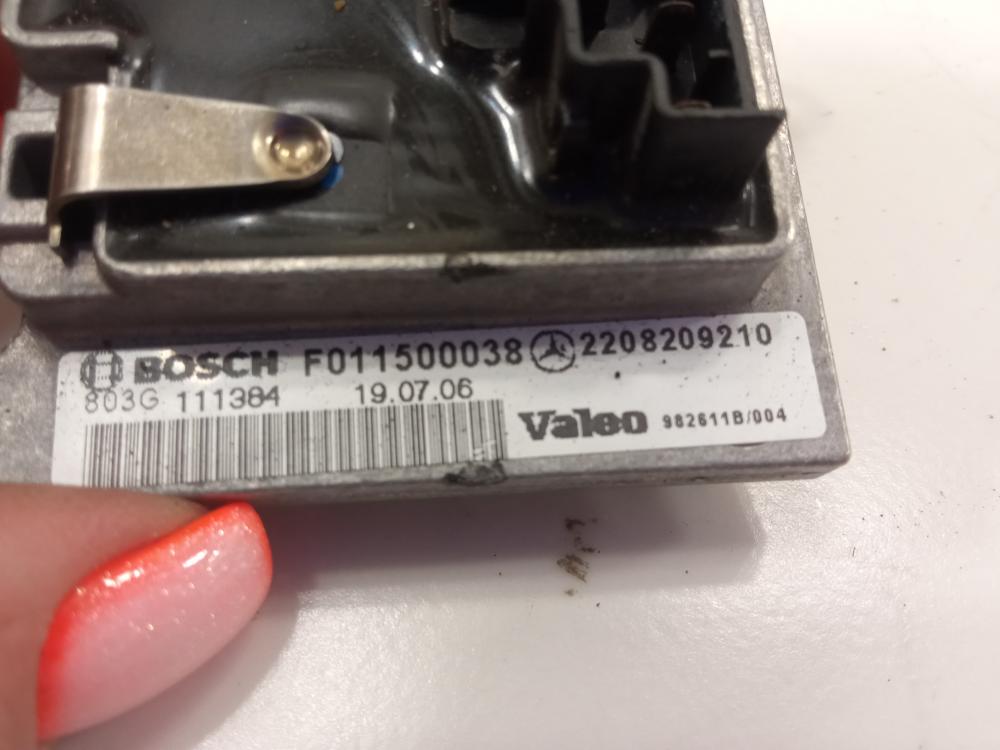 BOSCH F011500038 2208209210
803G 111384 19.07.06
Valeo 982611B/004